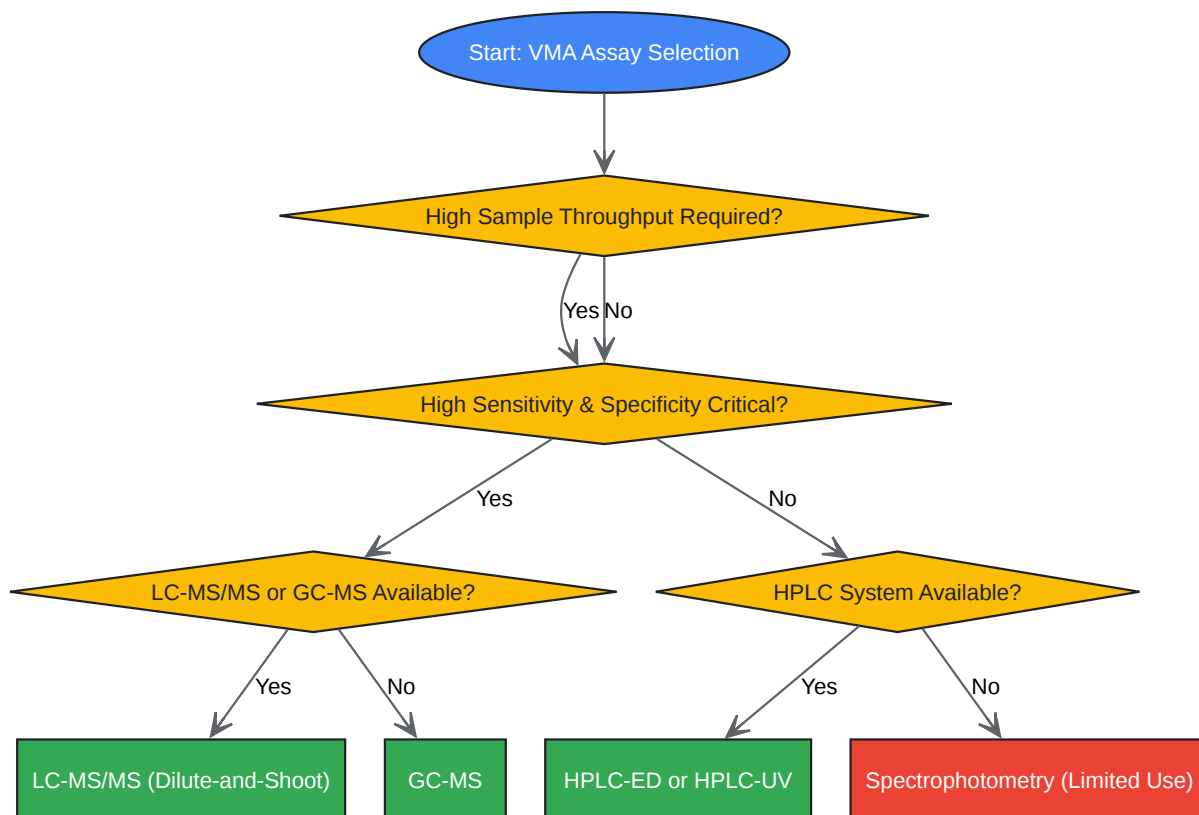 Start: VMA Assay Selection
High Sample Throughput Required?
Yes
No
High Sensitivity & Specificity Critical?
Yes
No
LC-MS/MS or GC-MS Available?
HPLC System Available?
Yes
No
Yes
No
LC-MS/MS (Dilute-and-Shoot)
GC-MS
HPLC-ED or HPLC-UV
Spectrophotometry (Limited Use)